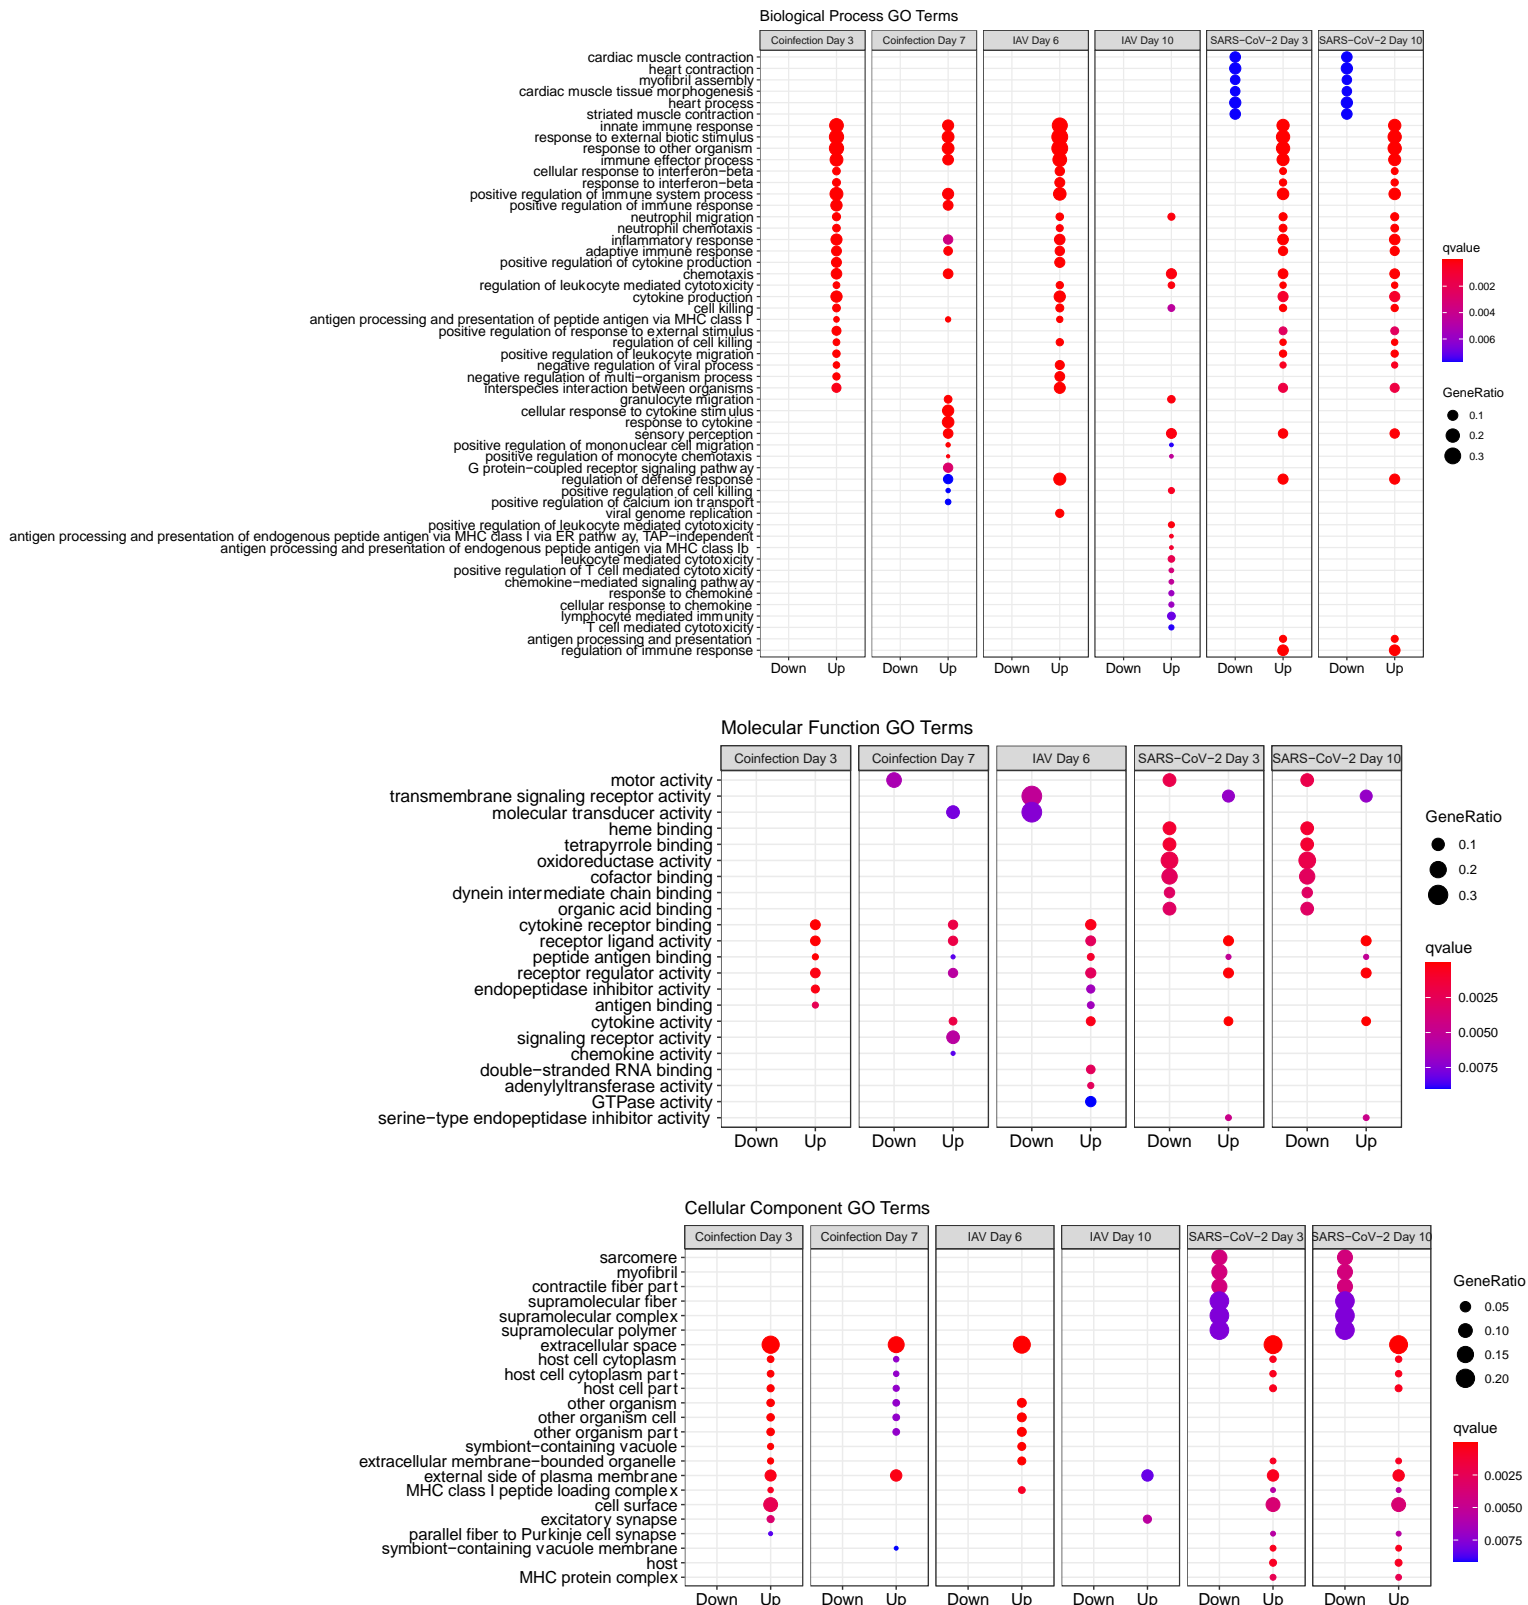 Biological Process GO Terms
Coinfection Day 3
Coinfection Day 7
IAV Day 6
IAV Day 10
SARS−CoV−2 Day 3
SARS−CoV−2 Day 10
cardiac muscle contraction
heart contraction
myofibril assembly
cardiac muscle tissue morphogenesis
heart process
striated muscle contraction
innate immune response
response to external biotic stimulus
response to other organism
immune effector process
cellular response to interferon−beta
response to interferon−beta
positive regulation of immune system process
positive regulation of immune response
neutrophil migration
neutrophil chemotaxis
inflammatory response
adaptive immune response
positive regulation of cytokine production
chemotaxis
regulation of leukocyte mediated cytotoxicity
cytokine production
cell killing
antigen processing and presentation of peptide antigen via MHC class I
positive regulation of response to external stimulus
regulation of cell killing
positive regulation of leukocyte migration
negative regulation of viral process
negative regulation of multi−organism process
interspecies interaction between organisms
granulocyte migration
cellular response to cytokine stimulus
response to cytokine
sensory perception
positive regulation of mononuclear cell migration
positive regulation of monocyte chemotaxis
G protein−coupled receptor signaling pathway
regulation of defense response
positive regulation of cell killing
positive regulation of calcium ion transport
viral genome replication
positive regulation of leukocyte mediated cytotoxicity
antigen processing and presentation of endogenous peptide antigen via MHC class I via ER pathway, TAP−independent
antigen processing and presentation of endogenous peptide antigen via MHC class Ib
leukocyte mediated cytotoxicity
positive regulation of T cell mediated cytotoxicity
chemokine−mediated signaling pathway
response to chemokine
cellular response to chemokine
lymphocyte mediated immunity
T cell mediated cytotoxicity
antigen processing and presentation
regulation of immune response
Down Up Down Up Down Up Down Up Down Up Down Up
qvalue
0.002
0.004
0.006
GeneRatio
0.1
0.2
0.3
Molecular Function GO Terms
Coinfection Day 3
Coinfection Day 7
IAV Day 6
SARS−CoV−2 Day 3
SARS−CoV−2 Day 10
motor activity
transmembrane signaling receptor activity
molecular transducer activity
heme binding
tetrapyrrole binding
oxidoreductase activity
cofactor binding
dynein intermediate chain binding
organic acid binding
cytokine receptor binding
receptor ligand activity
peptide antigen binding
receptor regulator activity
endopeptidase inhibitor activity
antigen binding
cytokine activity
signaling receptor activity
chemokine activity
double−stranded RNA binding
adenylyltransferase activity
GTPase activity
serine−type endopeptidase inhibitor activity
Down Up Down Up Down Up Down Up Down Up
GeneRatio
0.1
0.2
0.3
qvalue
0.0025
0.0050
0.0075
Cellular Component GO Terms
Coinfection Day 3
Coinfection Day 7
IAV Day 6
IAV Day 10
SARS−CoV−2 Day 3
SARS−CoV−2 Day 10
sarcomere
myofibril
contractile fiber part
supramolecular fiber
supramolecular complex
supramolecular polymer
extracellular space
host cell cytoplasm
host cell cytoplasm part
host cell part
other organism
other organism cell
other organism part
symbiont−containing vacuole
extracellular membrane−bounded organelle
external side of plasma membrane
MHC class I peptide loading complex
cell surface
excitatory synapse
parallel fiber to Purkinje cell synapse
symbiont−containing vacuole membrane
host
MHC protein complex
Down Up Down Up Down Up Down Up Down Up Down Up
GeneRatio
0.05
0.10
0.15
0.20
qvalue
0.0025
0.0050
0.0075